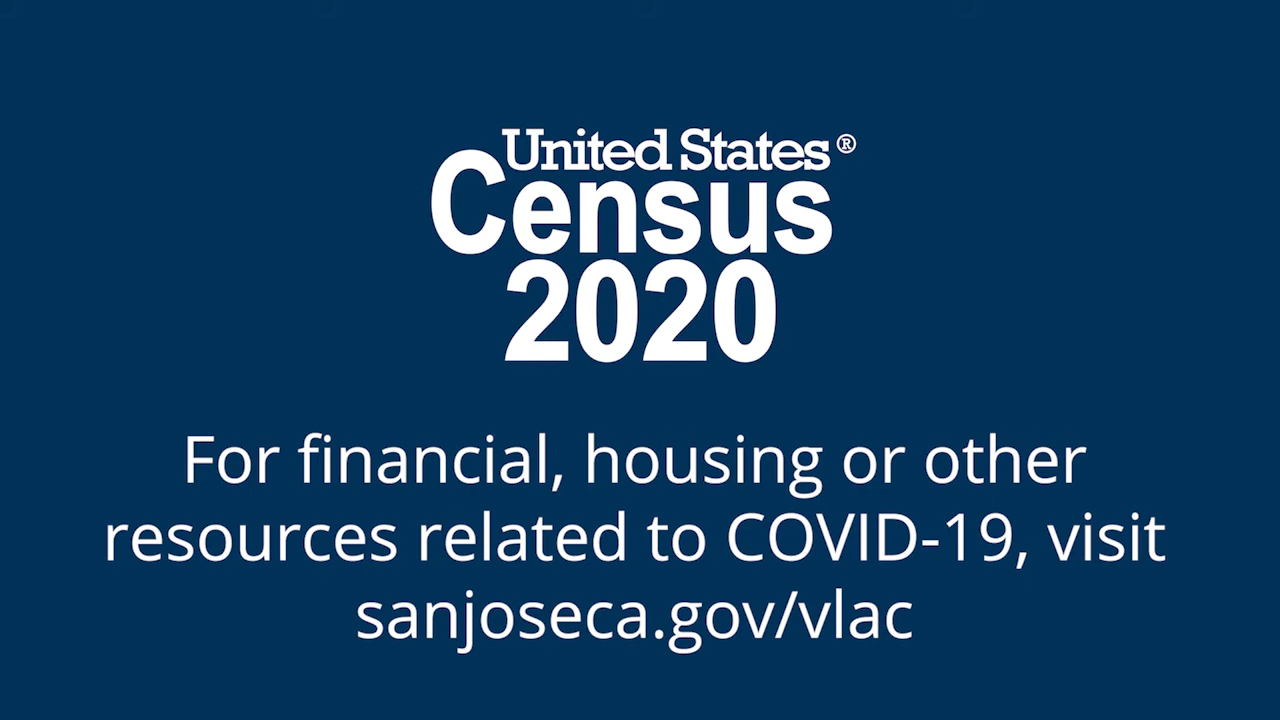 United States®
Census
2020
For financial, housing or other
resources related to COVID-19, visit
sanjoseca.gov/vlac